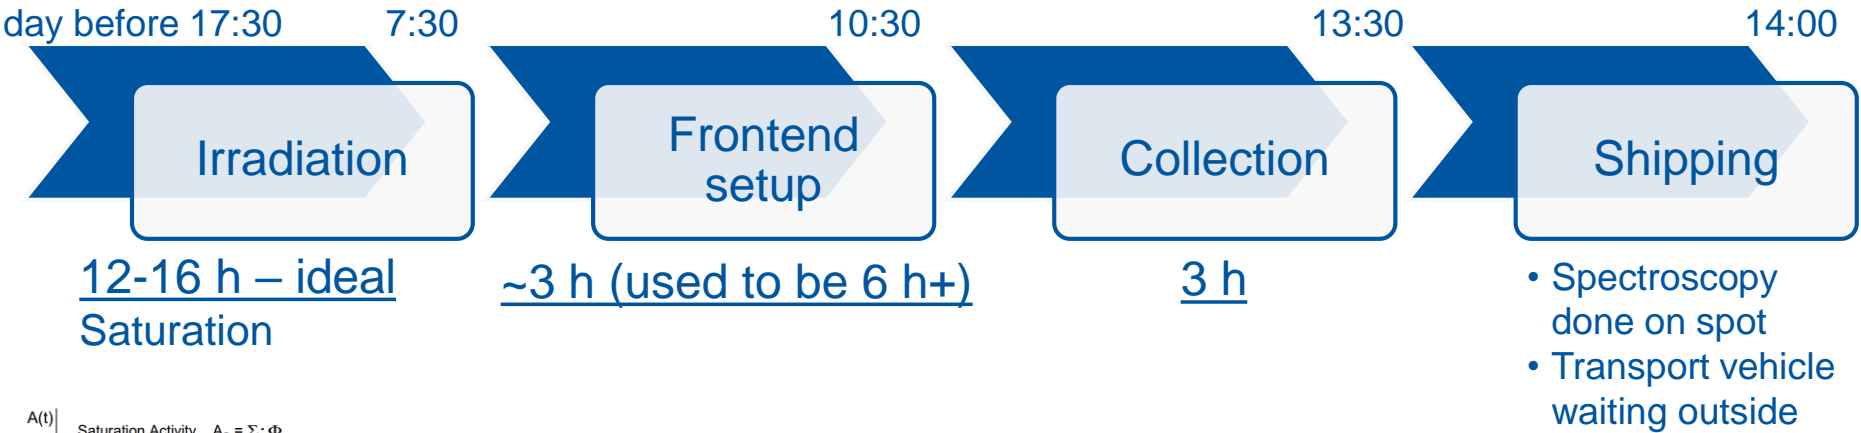 day before 17:30 7:30 10:30 13:30 14:00
Irradiation
Frontend
setup
Collection
Shipping
12-16 h – ideal
Saturation
~3 h (used to be 6 h+)
3 h
• Spectroscopy
done on spot
• Transport vehicle
waiting outside
A(t)
Saturation Activity A₀ = Σ·Φ